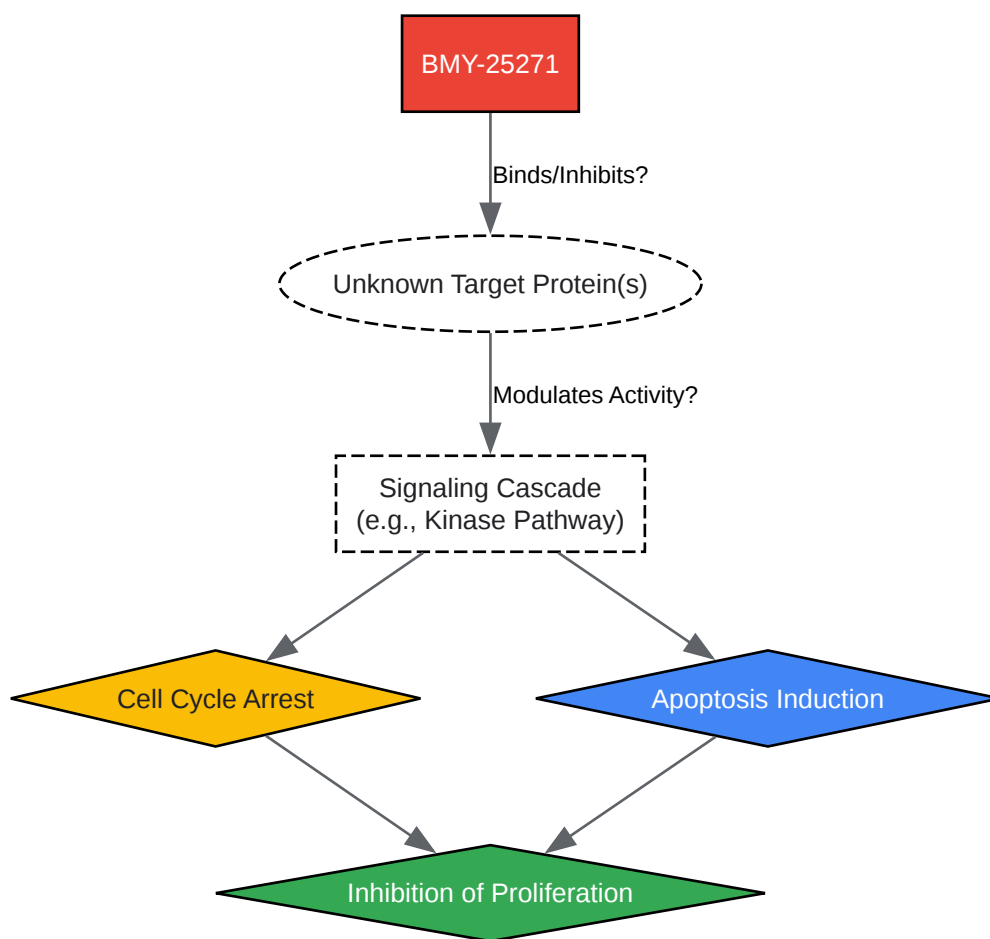 BMY-25271
Binds/Inhibits?
Unknown Target Protein(s)
Modulates Activity?
Signaling Cascade
(e.g., Kinase Pathway)
Cell Cycle Arrest
Apoptosis Induction
Inhibition of Proliferation